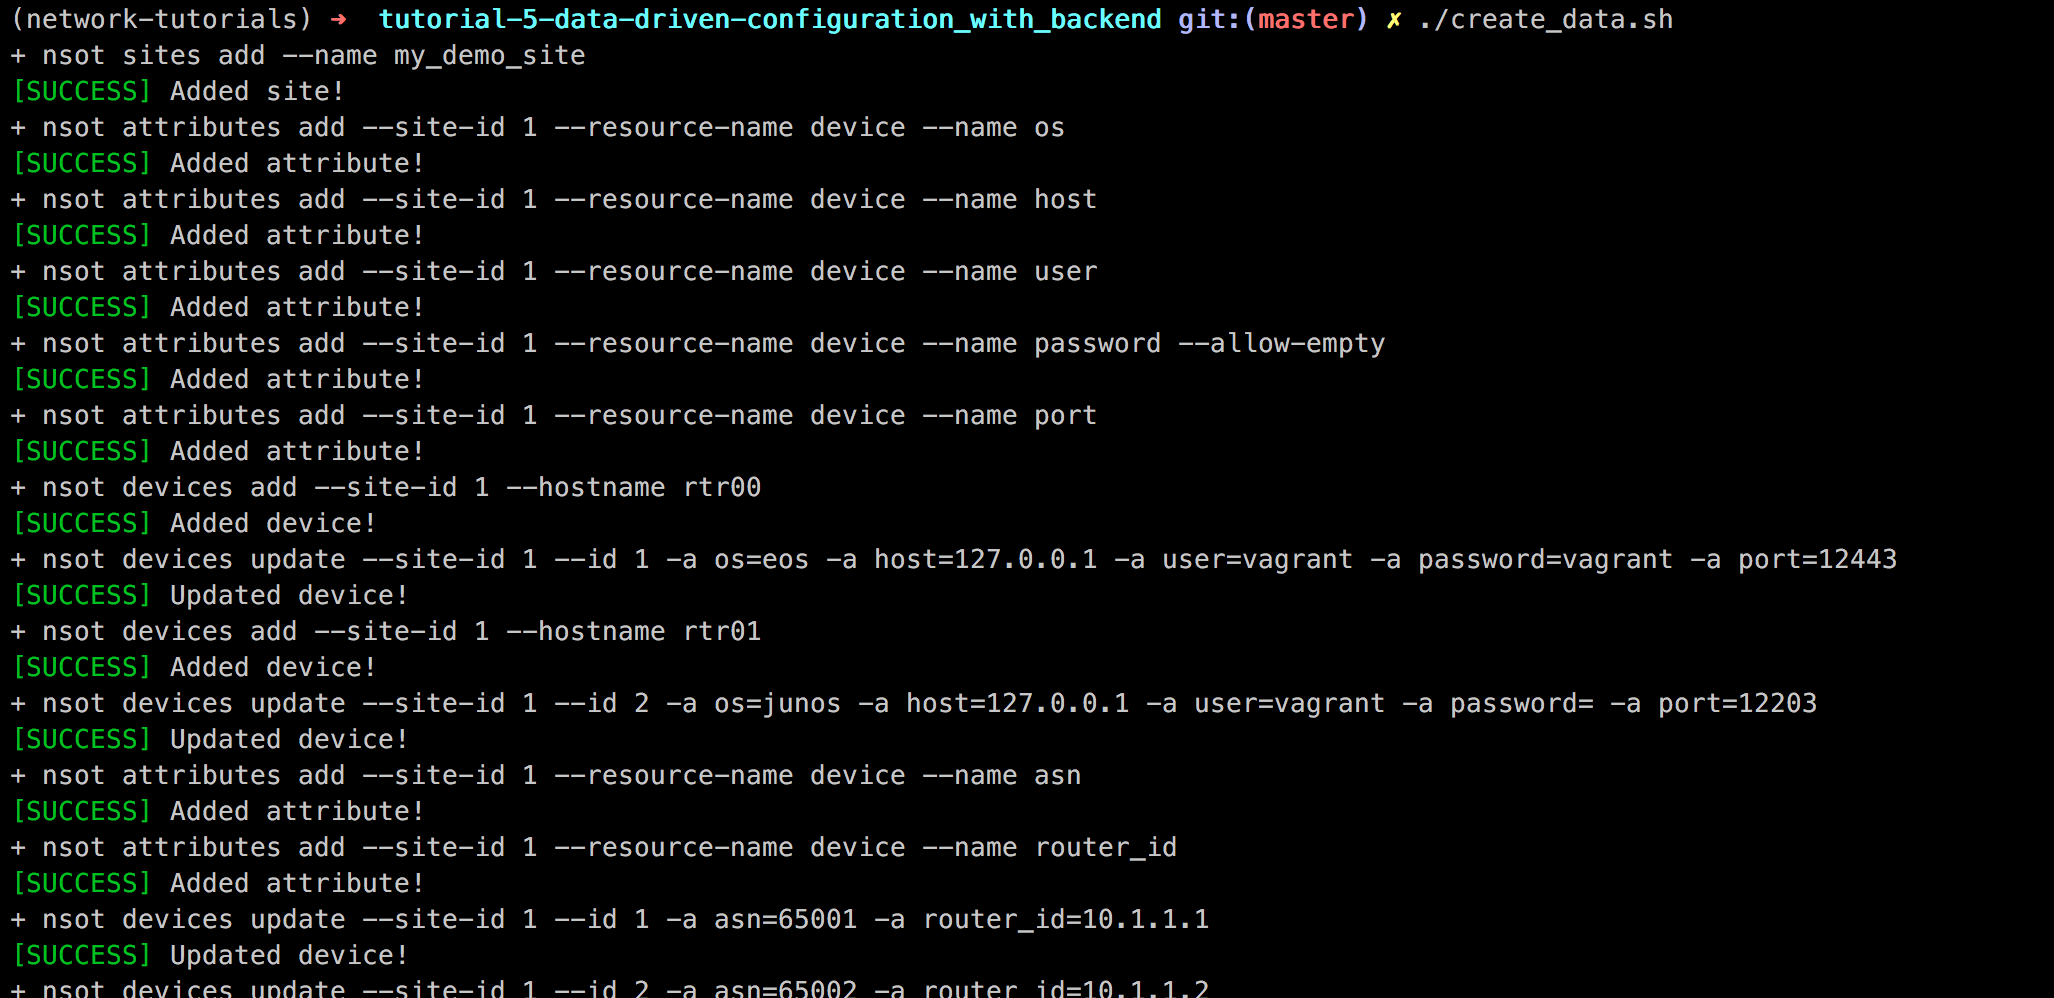 (network-tutorials) ➜  tutorial-5-data-driven-configuration_with_backend git:(master) ✗ ./create_data.sh
+ nsot sites add --name my_demo_site
[SUCCESS] Added site!
+ nsot attributes add --site-id 1 --resource-name device --name os
[SUCCESS] Added attribute!
+ nsot attributes add --site-id 1 --resource-name device --name host
[SUCCESS] Added attribute!
+ nsot attributes add --site-id 1 --resource-name device --name user
[SUCCESS] Added attribute!
+ nsot attributes add --site-id 1 --resource-name device --name password --allow-empty
[SUCCESS] Added attribute!
+ nsot attributes add --site-id 1 --resource-name device --name port
[SUCCESS] Added attribute!
+ nsot devices add --site-id 1 --hostname rtr00
[SUCCESS] Added device!
+ nsot devices update --site-id 1 --id 1 -a os=eos -a host=127.0.0.1 -a user=vagrant -a password=vagrant -a port=12443
[SUCCESS] Updated device!
+ nsot devices add --site-id 1 --hostname rtr01
[SUCCESS] Added device!
+ nsot devices update --site-id 1 --id 2 -a os=junos -a host=127.0.0.1 -a user=vagrant -a password= -a port=12203
[SUCCESS] Updated device!
+ nsot attributes add --site-id 1 --resource-name device --name asn
[SUCCESS] Added attribute!
+ nsot attributes add --site-id 1 --resource-name device --name router_id
[SUCCESS] Added attribute!
+ nsot devices update --site-id 1 --id 1 -a asn=65001 -a router_id=10.1.1.1
[SUCCESS] Updated device!
+ nsot devices update --site-id 1 --id 2 -a asn=65002 -a router_id=10.1.1.2